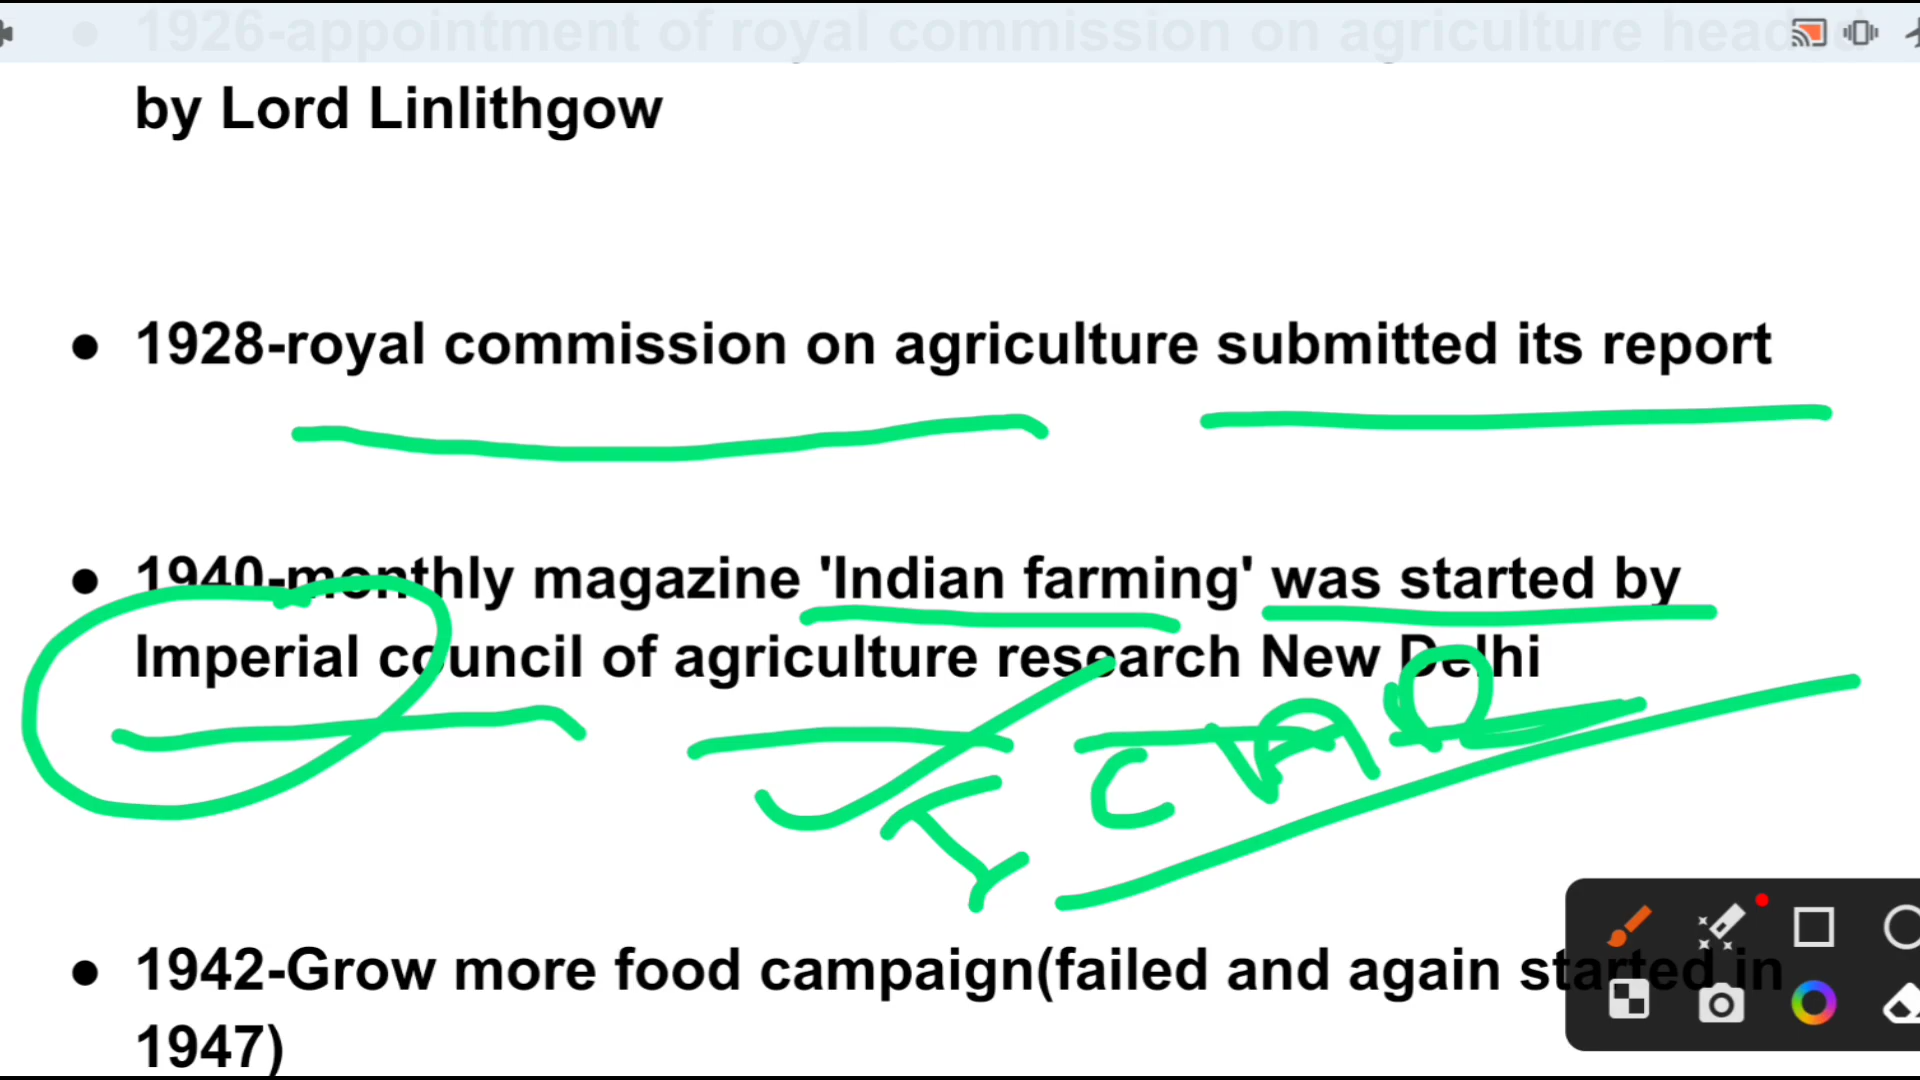 ● 1926-appointment of royal commission on agriculture headed
by Lord Linlithgow
● 1928-royal commission on agriculture submitted its report
● 1940-monthly magazine 'Indian farming' was started by
Imperial council of agriculture research New Delhi
I CAR
● 1942-Grow more food campaign(failed and again started in
1947)